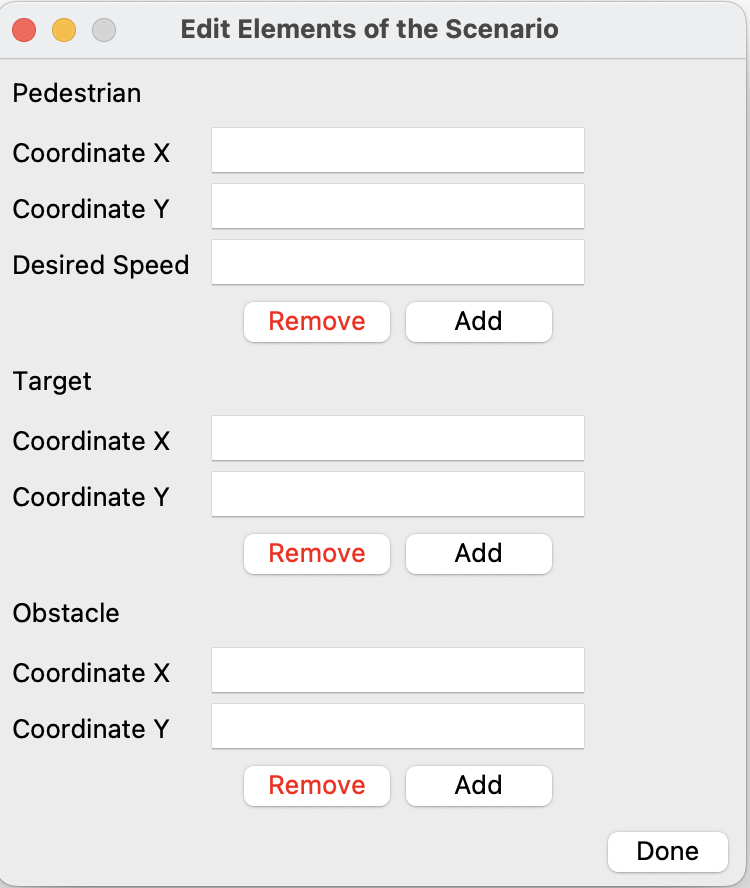 Edit Elements of the Scenario
Pedestrian
Coordinate X
Coordinate Y
Desired Speed
Remove Add
Target
Coordinate X
Coordinate Y
Remove Add
Obstacle
Coordinate X
Coordinate Y
Remove Add
Done